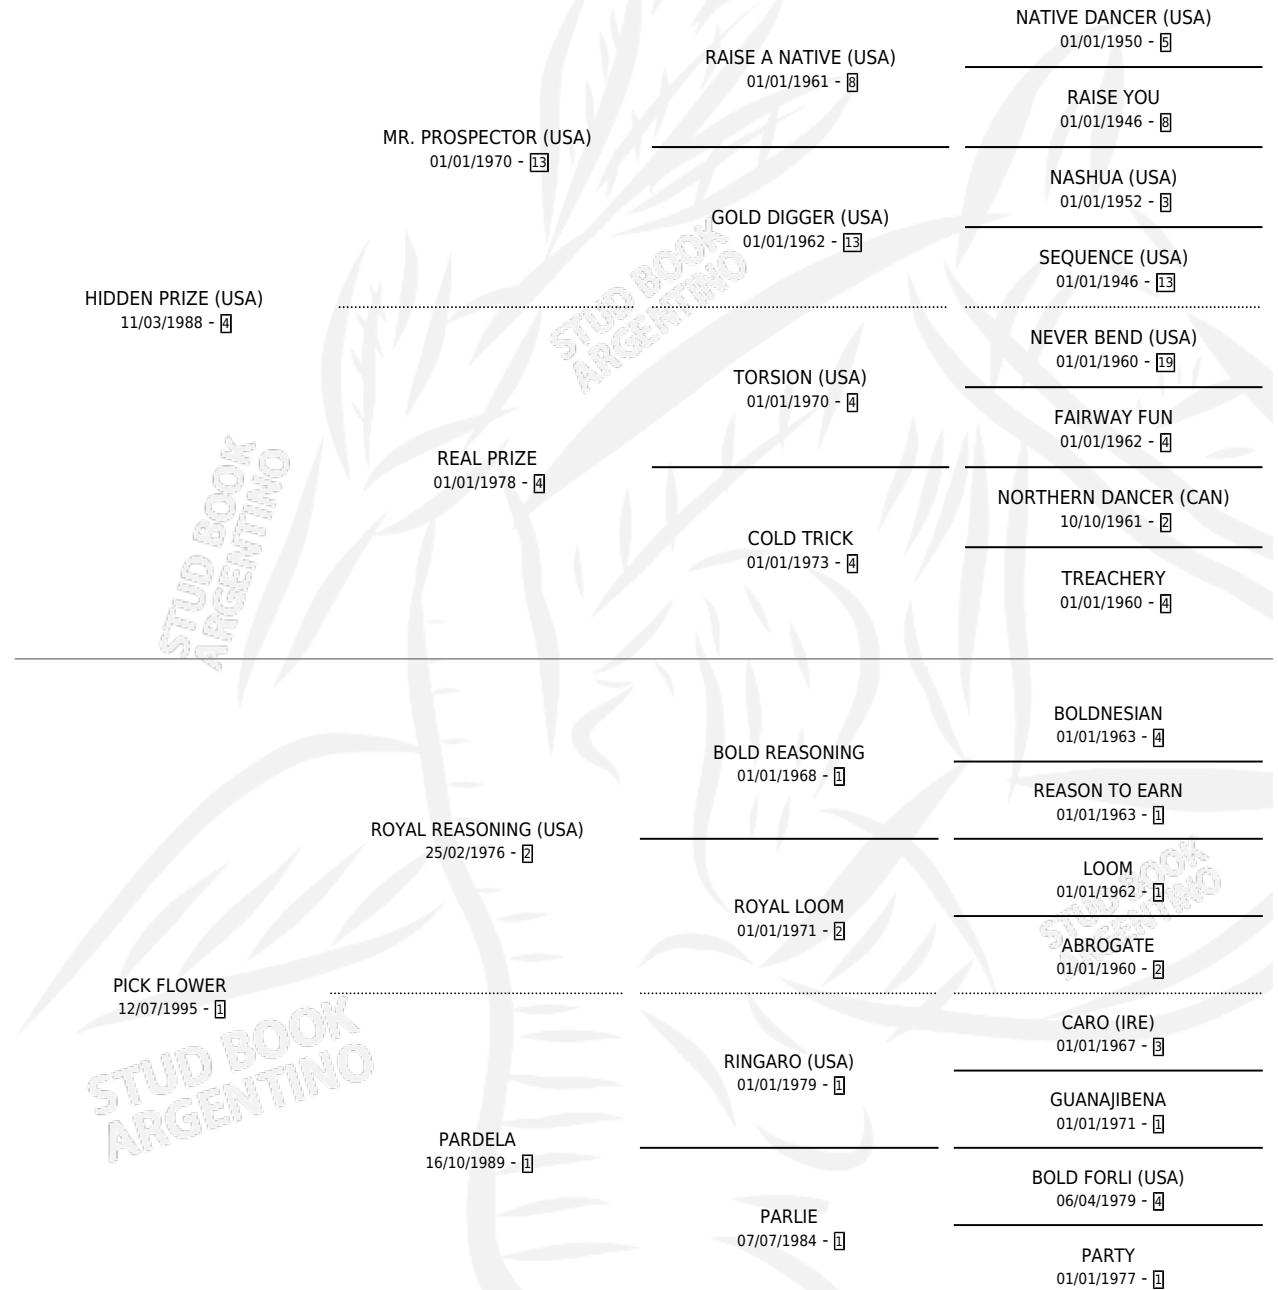 NATIVE DANCER (USA)
01/01/1950 - 5
RAISE A NATIVE (USA)
01/01/1961 - 8
RAISE YOU
01/01/1946 - 8
MR. PROSPECTOR (USA)
01/01/1970 - 13
NASHUA (USA)
01/01/1952 - 3
GOLD DIGGER (USA)
01/01/1962 - 13
SEQUENCE (USA)
01/01/1946 - 13
HIDDEN PRIZE (USA)
11/03/1988 - 4
NEVER BEND (USA)
01/01/1960 - 19
TORSION (USA)
01/01/1970 - 4
FAIRWAY FUN
01/01/1962 - 4
REAL PRIZE
01/01/1978 - 4
NORTHERN DANCER (CAN)
10/10/1961 - 2
COLD TRICK
01/01/1973 - 4
TREACHERY
01/01/1960 - 4
BOLDNESIAN
01/01/1963 - 4
BOLD REASONING
01/01/1968 - 1
REASON TO EARN
01/01/1963 - 1
ROYAL REASONING (USA)
25/02/1976 - 2
LOOM
01/01/1962 - 1
ROYAL LOOM
01/01/1971 - 2
ABROGATE
01/01/1960 - 2
PICK FLOWER
12/07/1995 - 1
CARO (IRE)
01/01/1967 - 3
RINGARO (USA)
01/01/1979 - 1
GUANAJIBENA
01/01/1971 - 1
PARDELA
16/10/1989 - 1
BOLD FORLI (USA)
06/04/1979 - 4
PARLIE
07/07/1984 - 1
PARTY
01/01/1977 - 1
STUD BOOK
ARGENTINO
STUD BOOK
ARGENTINO
STUD BOOK
ARGENTINO
STUD BOOK
ARGENTINO